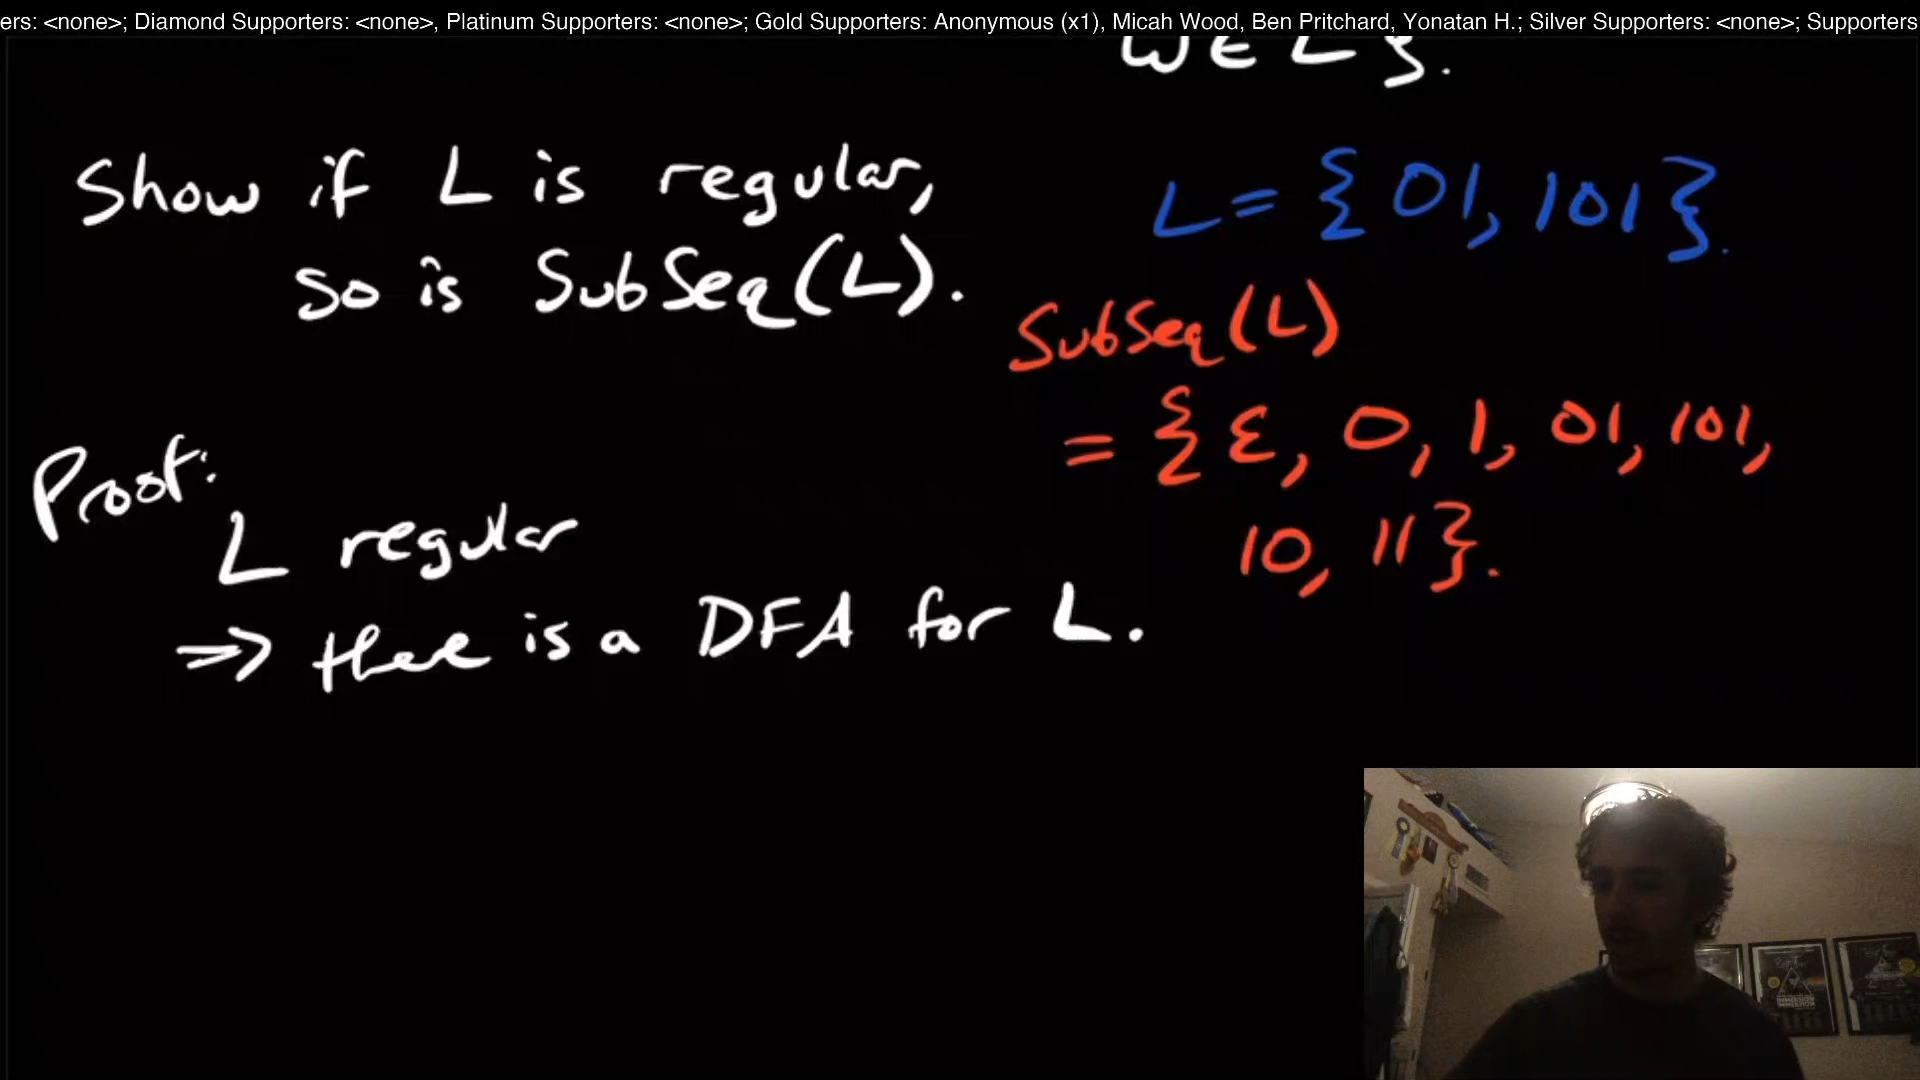 ers: <none>; Diamond Supporters: <none>, Platinum Supporters: <none>; Gold Supporters: Anonymous (x1), Micah Wood, Ben Pritchard, Yonatan H.; Silver Supporters: <none>; Supporters
w ∈ L}.
Show if L is regular,
so is SubSeq(L).
L = {01, 101}.
SubSeq(L)
= {ε, 0, 1, 01, 101,
10, 11}.
Proof:
L regular
⇒ there is a DFA for L.